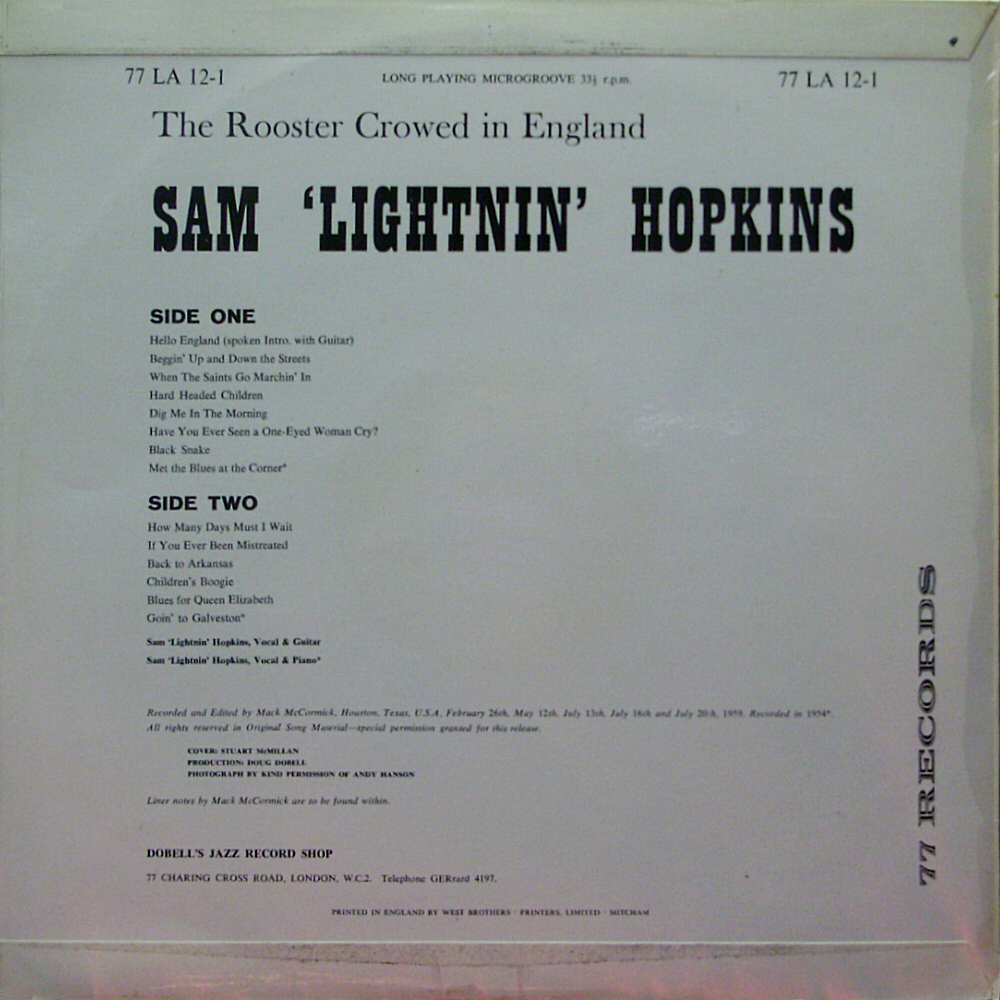 77 LA 12-1
LONG PLAYING MICROGROOVE 33⅓ r.p.m.
77 LA 12-1
The Rooster Crowed in England
SAM ‘LIGHTNIN’ HOPKINS
SIDE ONE
Hello England (spoken Intro. with Guitar)
Beggin’ Up and Down the Streets
When The Saints Go Marchin’ In
Hard Headed Children
Dig Me In The Morning
Have You Ever Seen a One-Eyed Woman Cry?
Black Snake
Met the Blues at the Corner*
SIDE TWO
How Many Days Must I Wait
If You Ever Been Mistreated
Back to Arkansas
Children’s Boogie
Blues for Queen Elizabeth
Goin’ to Galveston*
Sam ‘Lightnin’ Hopkins, Vocal & Guitar
Sam ‘Lightnin’ Hopkins, Vocal & Piano*
Recorded and Edited by Mack McCormick, Houston, Texas, U.S.A. February 26th, May 12th, July 13th, July 16th and July 20th, 1959. Recorded in 1954*.
All rights reserved in Original Song Material—special permission granted for this release.
COVER: STUART McMILLAN
PRODUCTION: DOUG DOBELL
PHOTOGRAPH BY KIND PERMISSION OF ANDY HANSON
Liner notes by Mack McCormick are to be found within.
DOBELL’S JAZZ RECORD SHOP
77 CHARING CROSS ROAD, LONDON, W.C.2. Telephone GERrard 4197.
PRINTED IN ENGLAND BY WEST BROTHERS · PRINTERS, LIMITED · MITCHAM
77 RECORDS